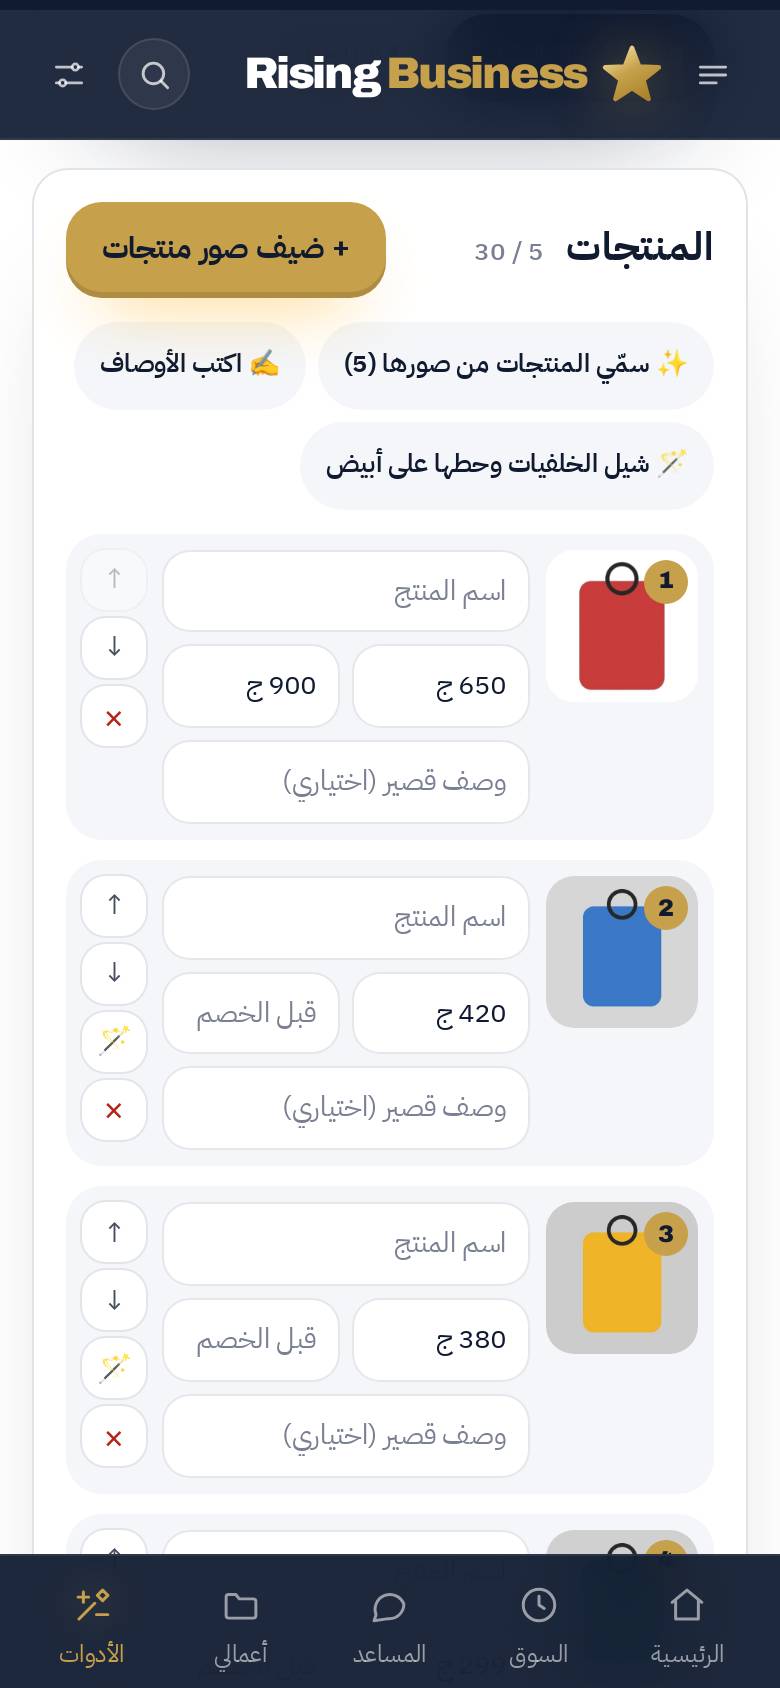 Rising Business
المنتجات 5 / 30
+ ضيف صور منتجات
✨ سمّي المنتجات من صورها (5)
✍️ اكتب الأوصاف
🪄 شيل الخلفيات وحطها على أبيض
1
اسم المنتج
650 ج
900 ج
وصف قصير (اختياري)
2
اسم المنتج
420 ج
قبل الخصم
وصف قصير (اختياري)
3
اسم المنتج
380 ج
قبل الخصم
وصف قصير (اختياري)
الرئيسية
السوق
المساعد
أعمالي
الأدوات